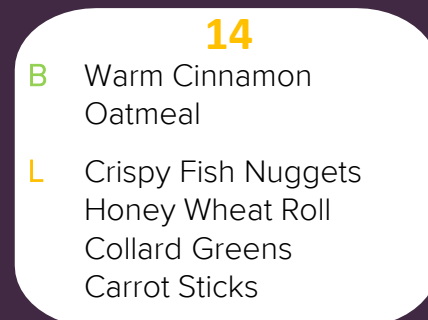 14
B Warm Cinnamon
Oatmeal
L Crispy Fish Nuggets
Honey Wheat Roll
Collard Greens
Carrot Sticks